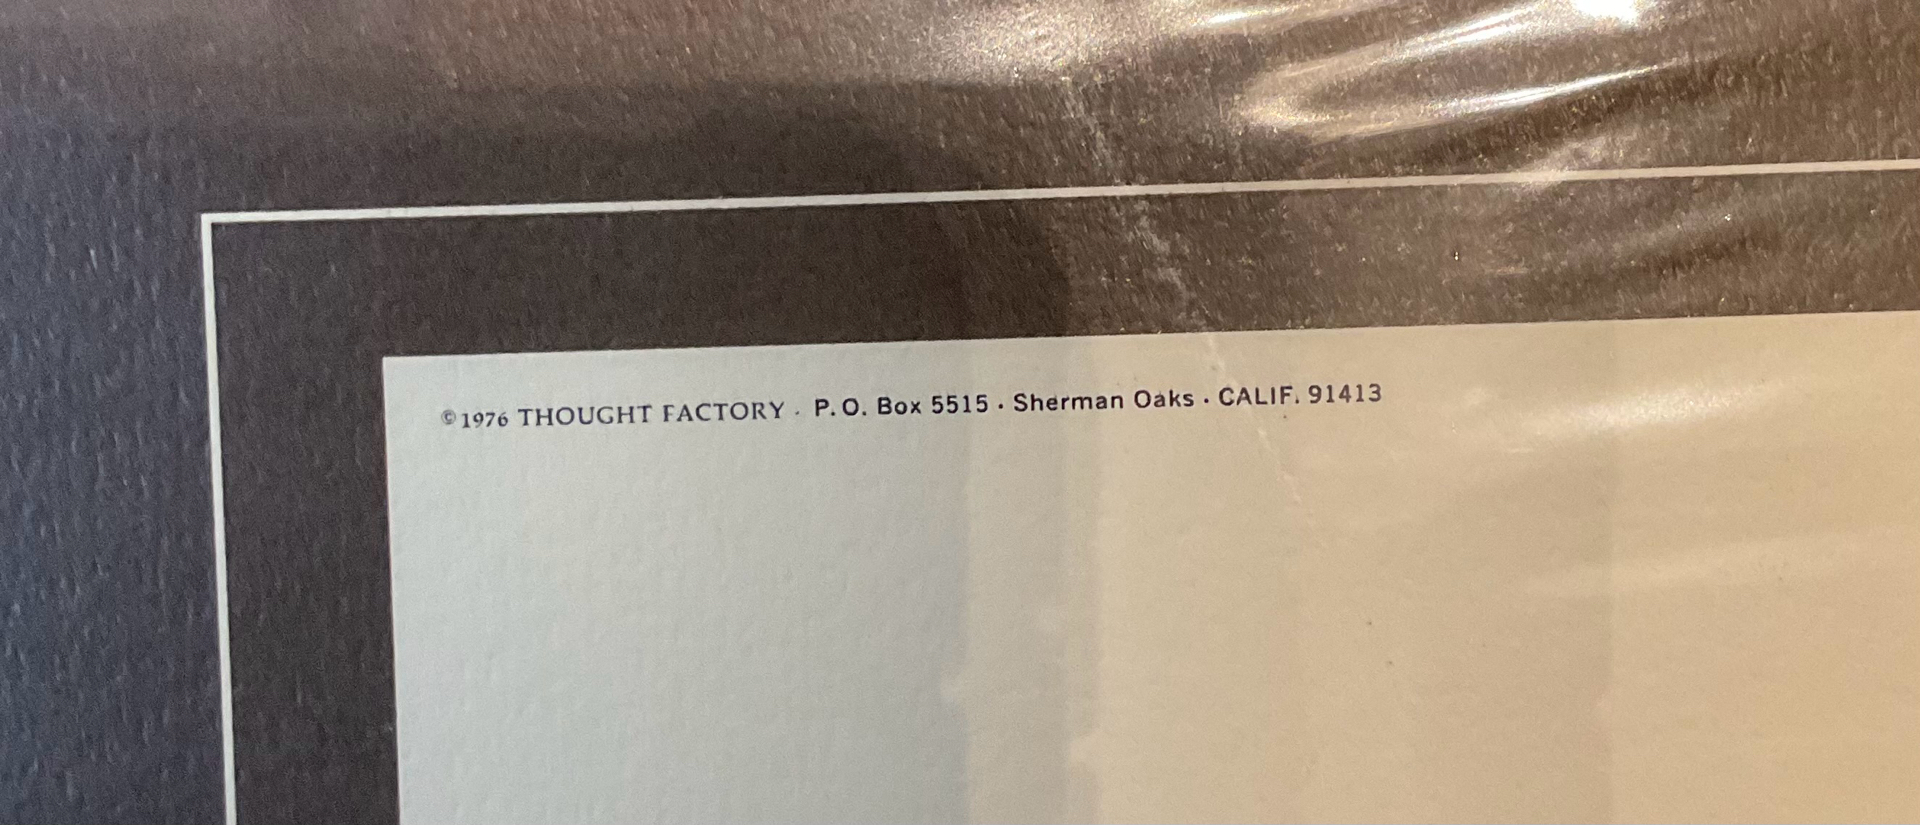 © 1976 THOUGHT FACTORY · P.O. Box 5515 · Sherman Oaks · CALIF. 91413